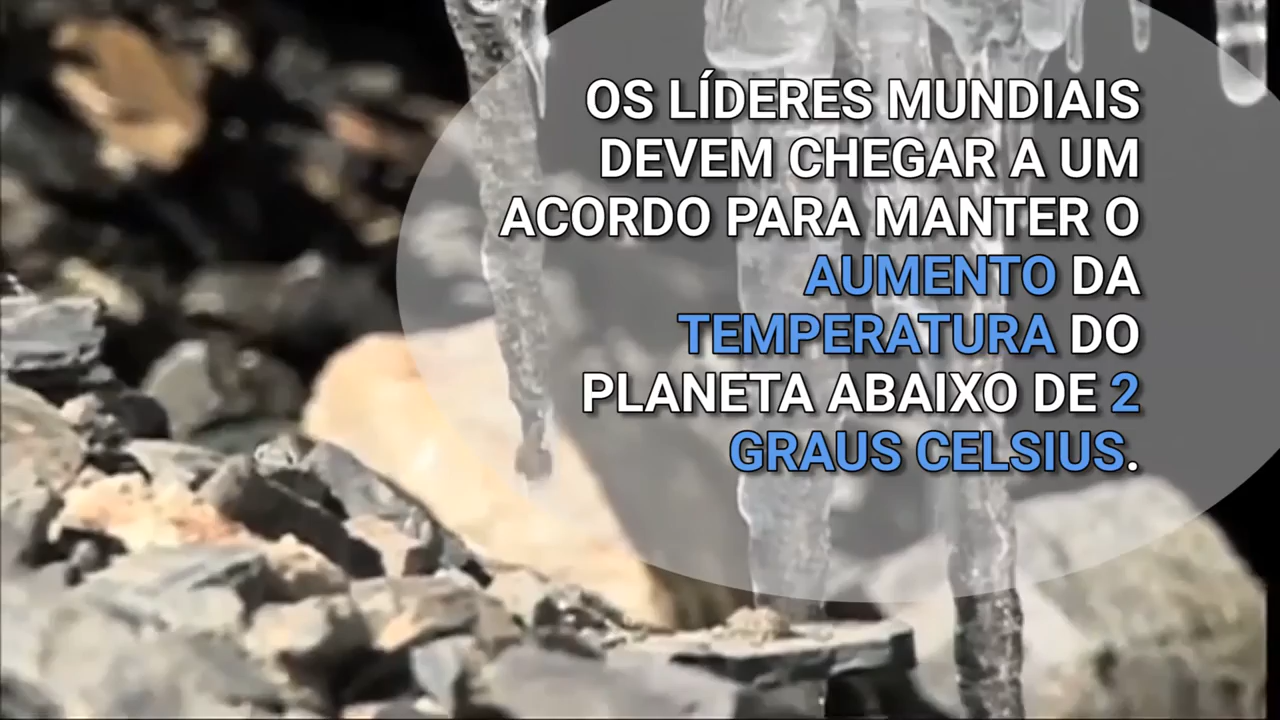 OS LÍDERES MUNDIAIS
DEVEM CHEGAR A UM
ACORDO PARA MANTER O
AUMENTO DA
TEMPERATURA DO
PLANETA ABAIXO DE 2
GRAUS CELSIUS.